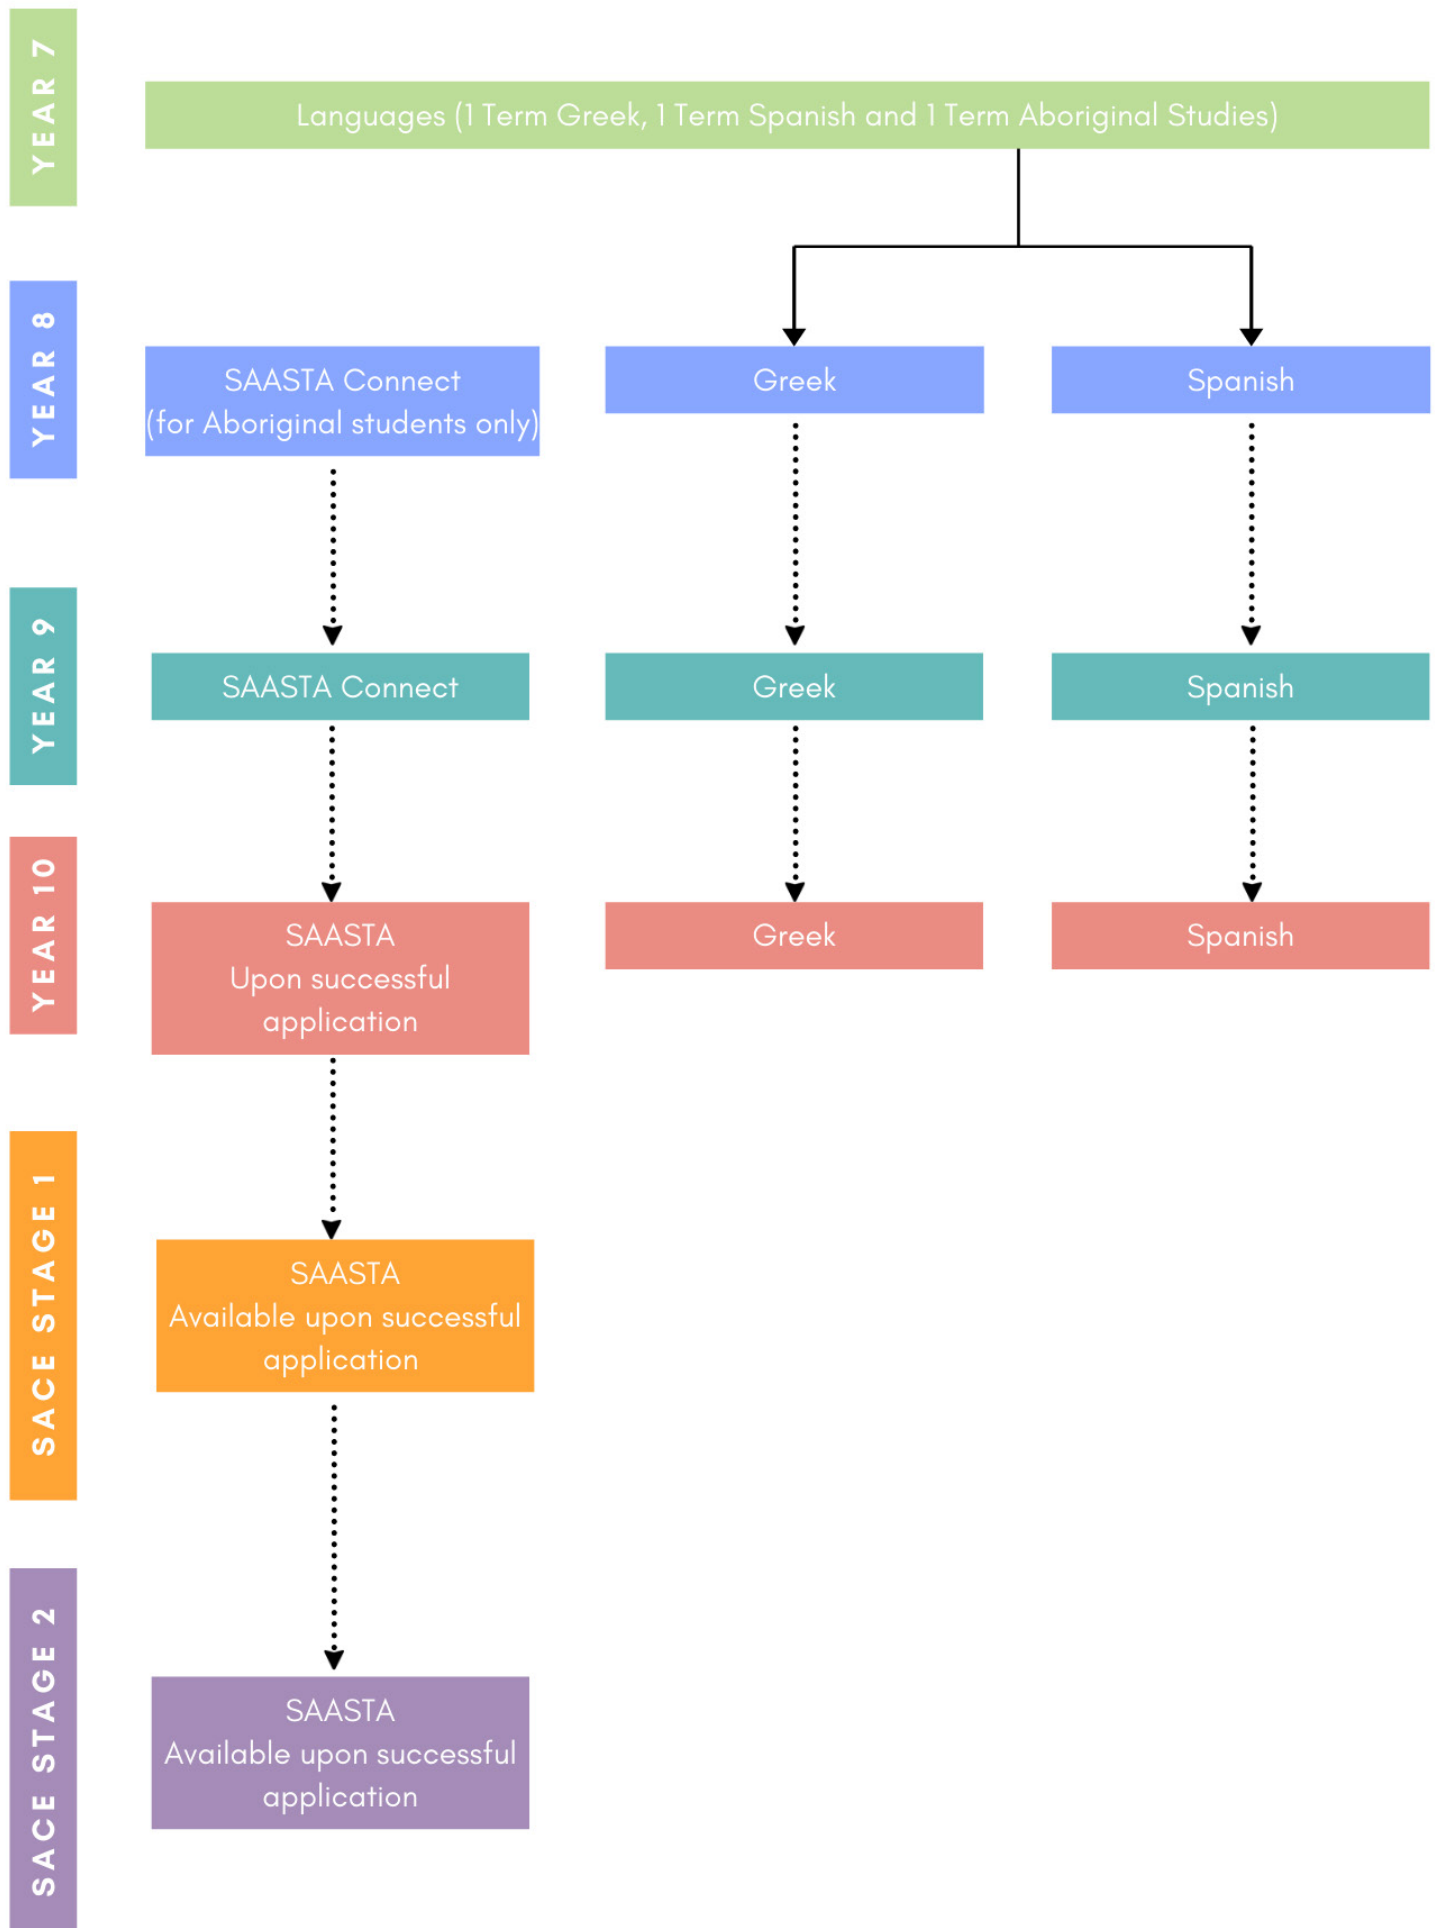 YEAR 7
Languages (1 Term Greek, 1 Term Spanish and 1 Term Aboriginal Studies)
YEAR 8
SAASTA Connect
(for Aboriginal students only)
Greek
Spanish
YEAR 9
SAASTA Connect
Greek
Spanish
YEAR 10
SAASTA
Upon successful
application
Greek
Spanish
SACE STAGE 1
SAASTA
Available upon successful
application
SACE STAGE 2
SAASTA
Available upon successful
application